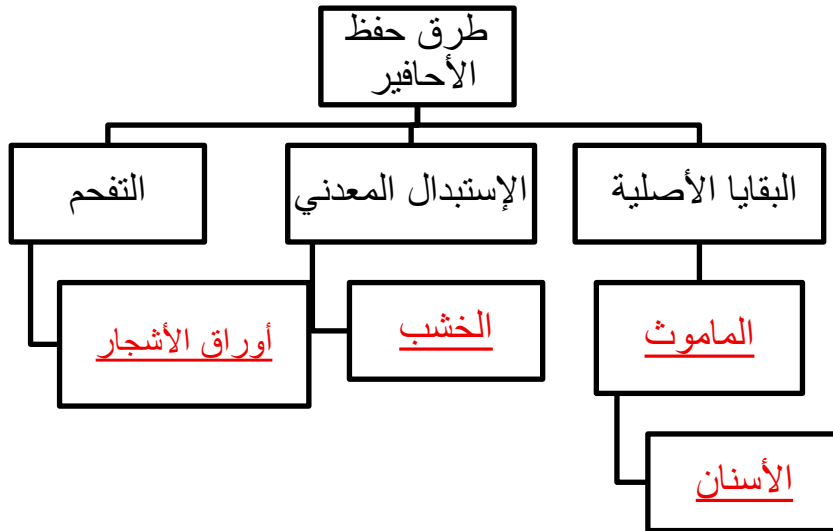 طرق حفظ
الأحافير
البقايا الأصلية
الإستبدال المعدني
التفحم
الماموث
الخشب
أوراق الأشجار
الأسنان